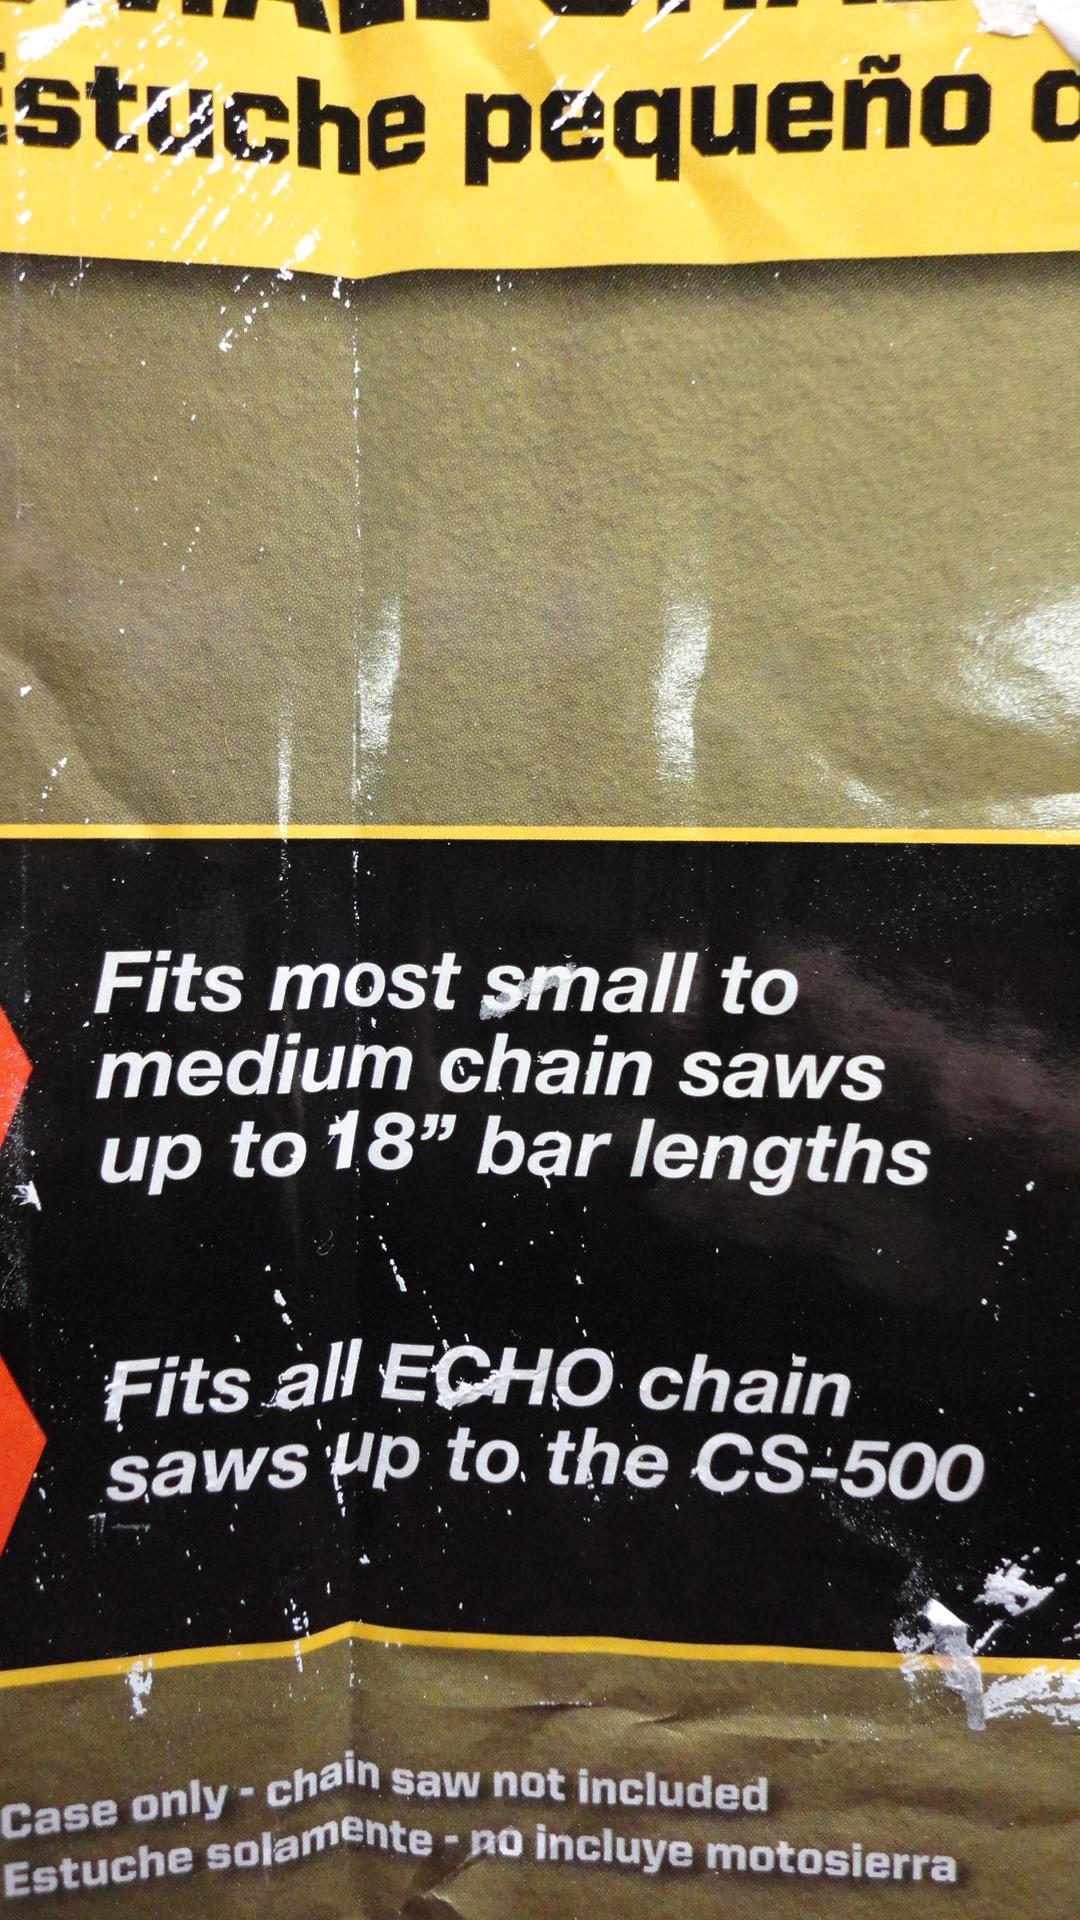 Estuche pequeño
Fits most small to
medium chain saws
up to 18” bar lengths
Fits all ECHO chain
saws up to the CS-500
Case only - chain saw not included
Estuche solamente - no incluye motosierra